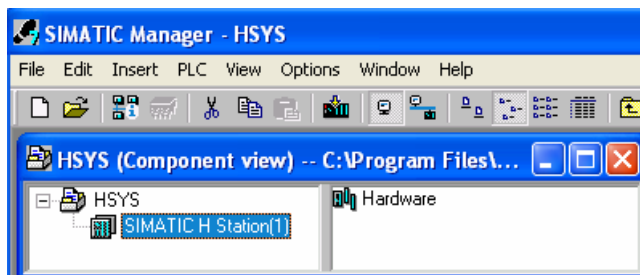 SIMATIC Manager - HSYS
File Edit Insert PLC View Options Window Help
HSYS (Component view) -- C:\Program Files\...
HSYS
Hardware
SIMATIC H Station(1)